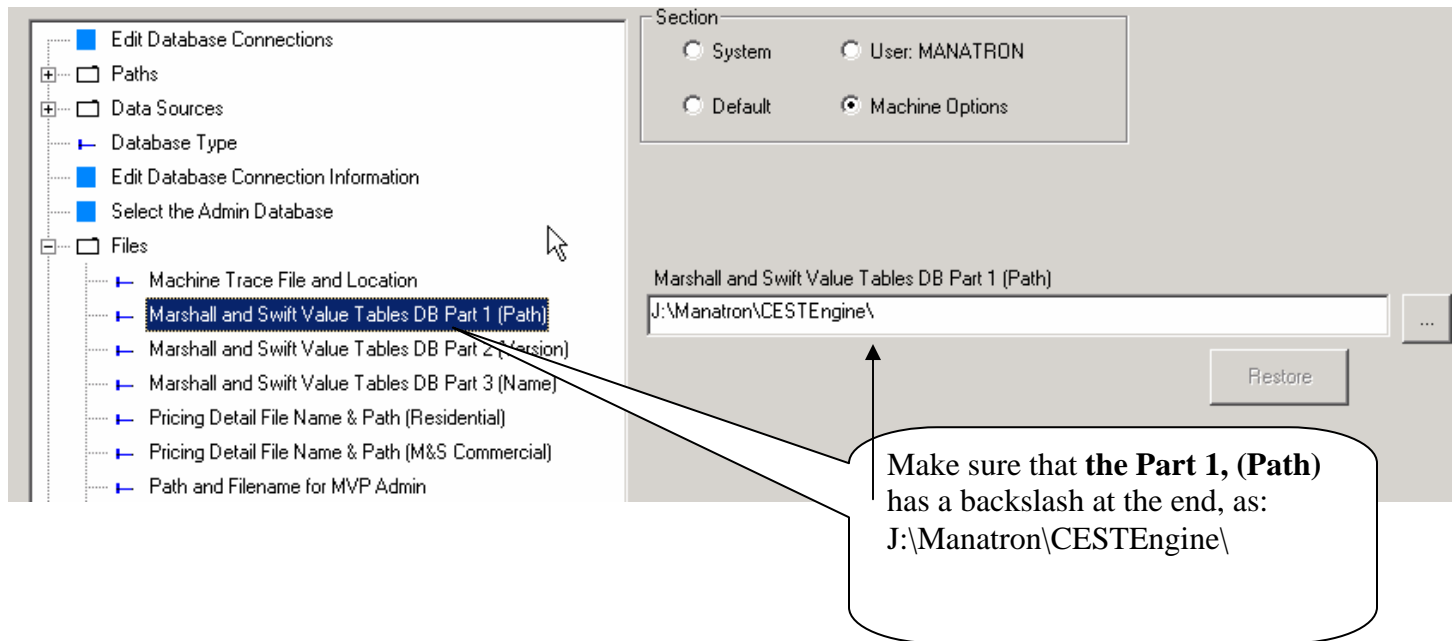 Edit Database Connections
Paths
Data Sources
Database Type
Edit Database Connection Information
Select the Admin Database
Files
Machine Trace File and Location
Marshall and Swift Value Tables DB Part 1 (Path)
Marshall and Swift Value Tables DB Part 2 (Version)
Marshall and Swift Value Tables DB Part 3 (Name)
Pricing Detail File Name & Path (Residential)
Pricing Detail File Name & Path (M&S Commercial)
Path and Filename for MVP Admin
Section
System
User: MANATRON
Default
Machine Options
Marshall and Swift Value Tables DB Part 1 (Path)
J:\Manatron\CESTEngine\
...
Restore
Make sure that the Part 1, (Path)
has a backslash at the end, as:
J:\Manatron\CESTEngine\